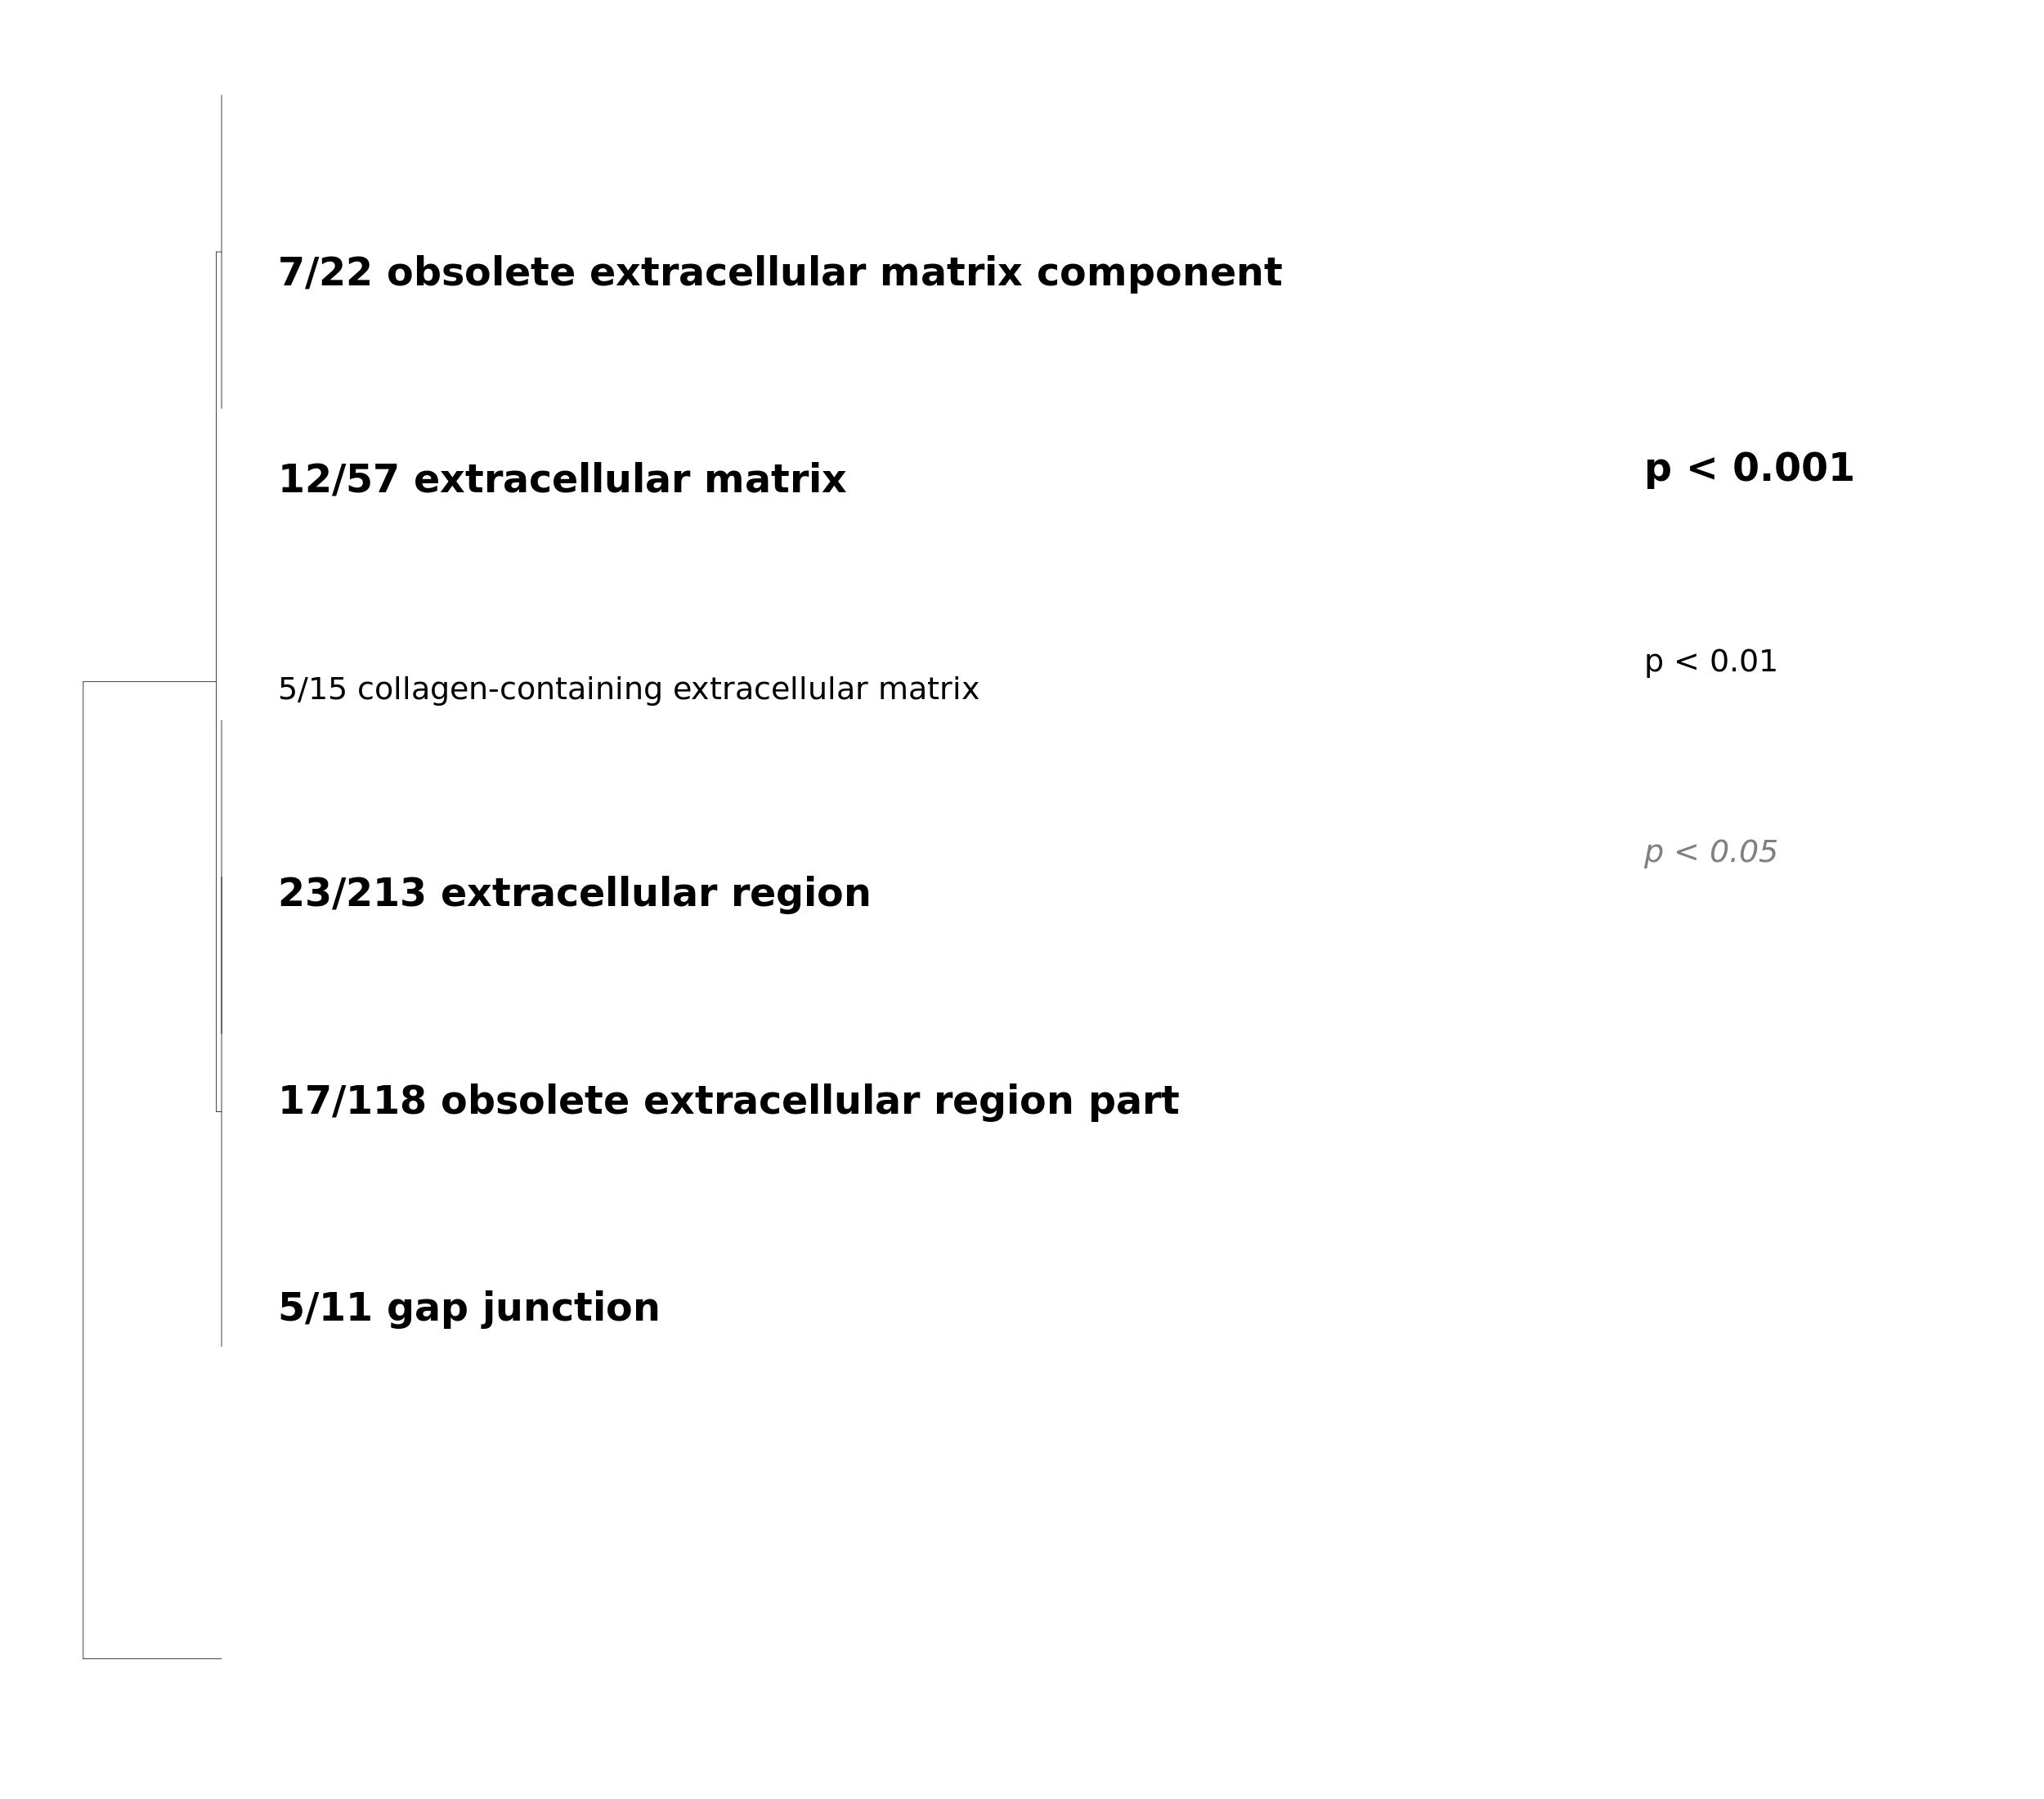 7/22 obsolete extracellular matrix component
12/57 extracellular matrix
5/15 collagen-containing extracellular matrix
23/213 extracellular region
17/118 obsolete extracellular region part
5/11 gap junction
p < 0.001
p < 0.01
p < 0.05